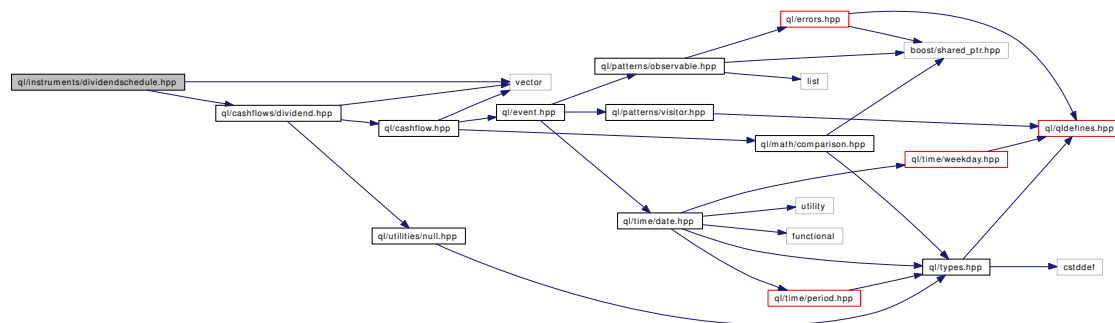 ql/errors.hpp
boost/shared_ptr.hpp
ql/patterns/observable.hpp
ql/instruments/dividendschedule.hpp
vector
list
ql/cashflows/dividend.hpp
ql/event.hpp
ql/patterns/visitor.hpp
ql/cashflow.hpp
ql/qldefines.hpp
ql/math/comparison.hpp
ql/time/weekday.hpp
utility
ql/time/date.hpp
ql/utilities/null.hpp
functional
ql/types.hpp
cstddef
ql/time/period.hpp